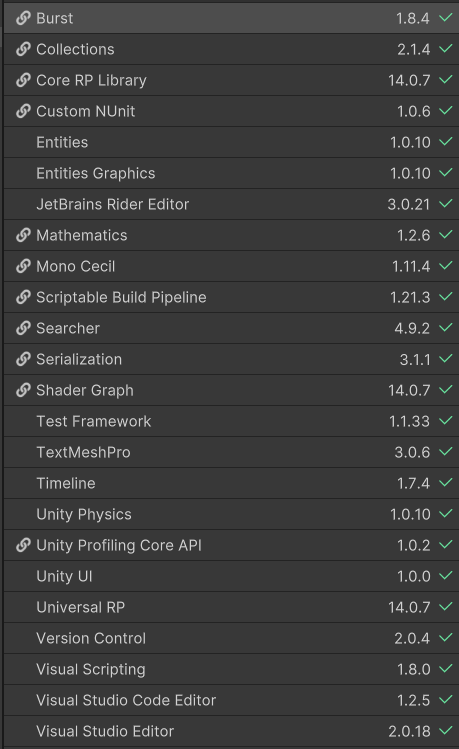 Burst 1.8.4
Collections 2.1.4
Core RP Library 14.0.7
Custom NUnit 1.0.6
Entities 1.0.10
Entities Graphics 1.0.10
JetBrains Rider Editor 3.0.21
Mathematics 1.2.6
Mono Cecil 1.11.4
Scriptable Build Pipeline 1.21.3
Searcher 4.9.2
Serialization 3.1.1
Shader Graph 14.0.7
Test Framework 1.1.33
TextMeshPro 3.0.6
Timeline 1.7.4
Unity Physics 1.0.10
Unity Profiling Core API 1.0.2
Unity UI 1.0.0
Universal RP 14.0.7
Version Control 2.0.4
Visual Scripting 1.8.0
Visual Studio Code Editor 1.2.5
Visual Studio Editor 2.0.18